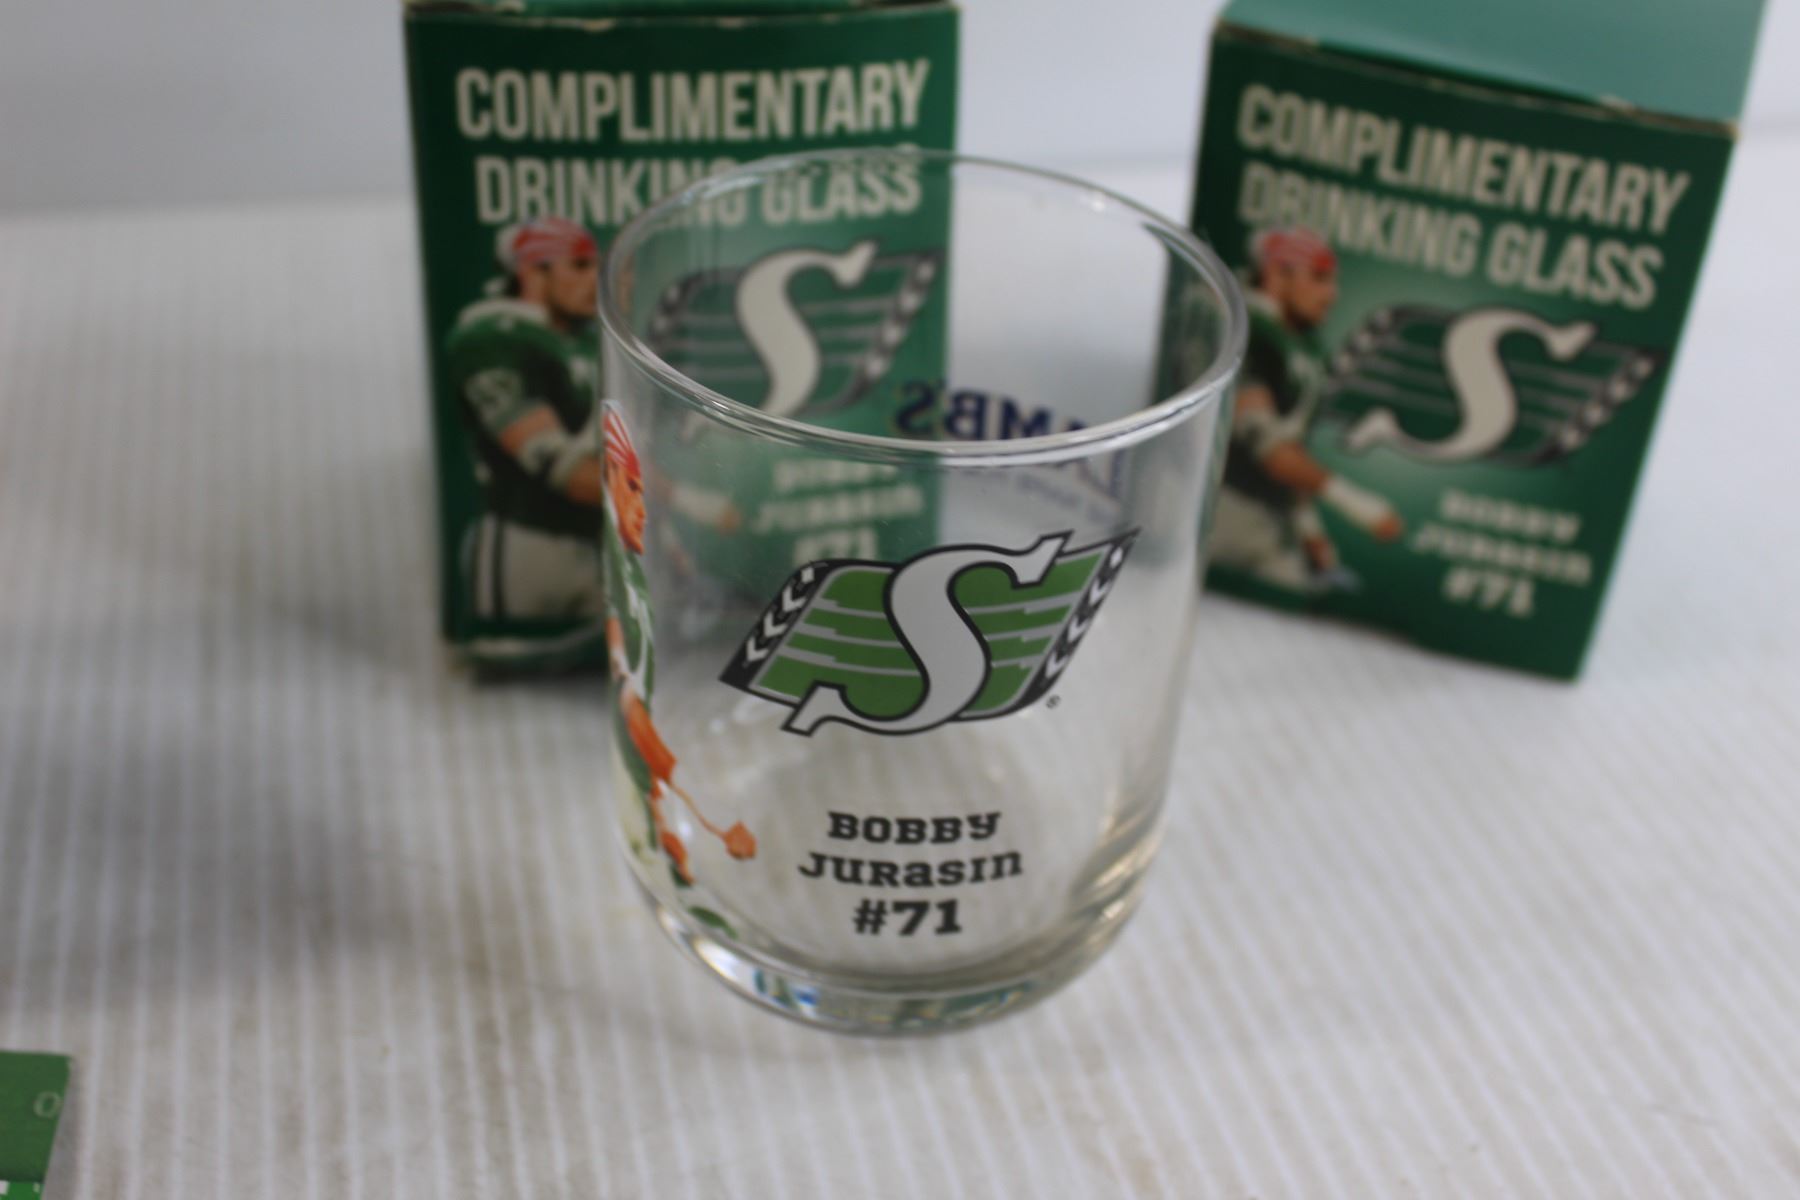 COMPLIMENTARY
DRINKING GLASS
BOBBY
JURASIN
#71
COMPLIMENTARY
DRINKING GLASS
BOBBY
JURASIN
#71
S
BOBBY
JURASIN
#71